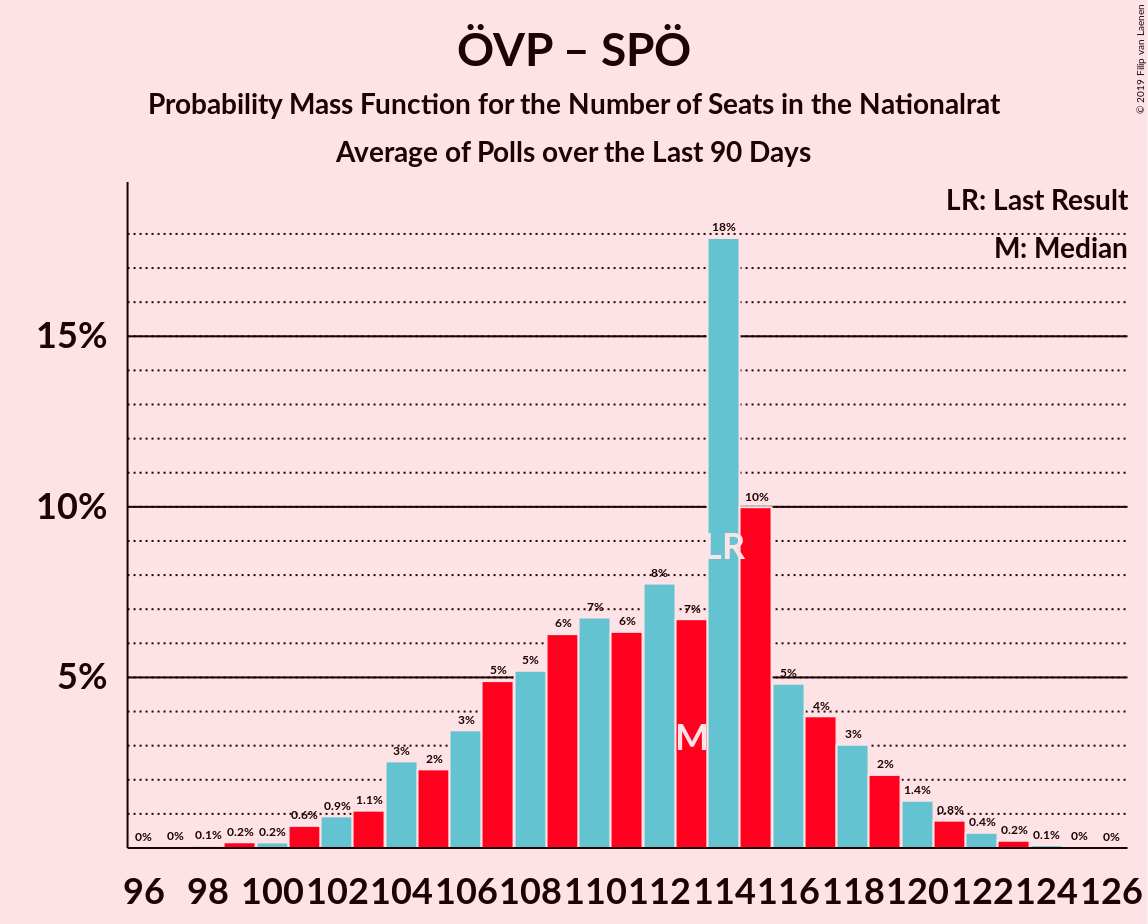 ÖVP – SPÖ
Probability Mass Function for the Number of Seats in the Nationalrat
Average of Polls over the Last 90 Days
© 2019 Filip van Laenen
LR: Last Result
M: Median
15%
10%
5%
0% 0% 0.1% 0.2% 0.2% 0.6% 0.9% 1.1% 3% 2% 3% 5% 5% 6% 7% 6% 8% 7% 18% 10% 5% 4% 3% 2% 1.4% 0.8% 0.4% 0.2% 0.1% 0% 0%
LR
M
96 98 100 102 104 106 108 110 112 114 116 118 120 122 124 126